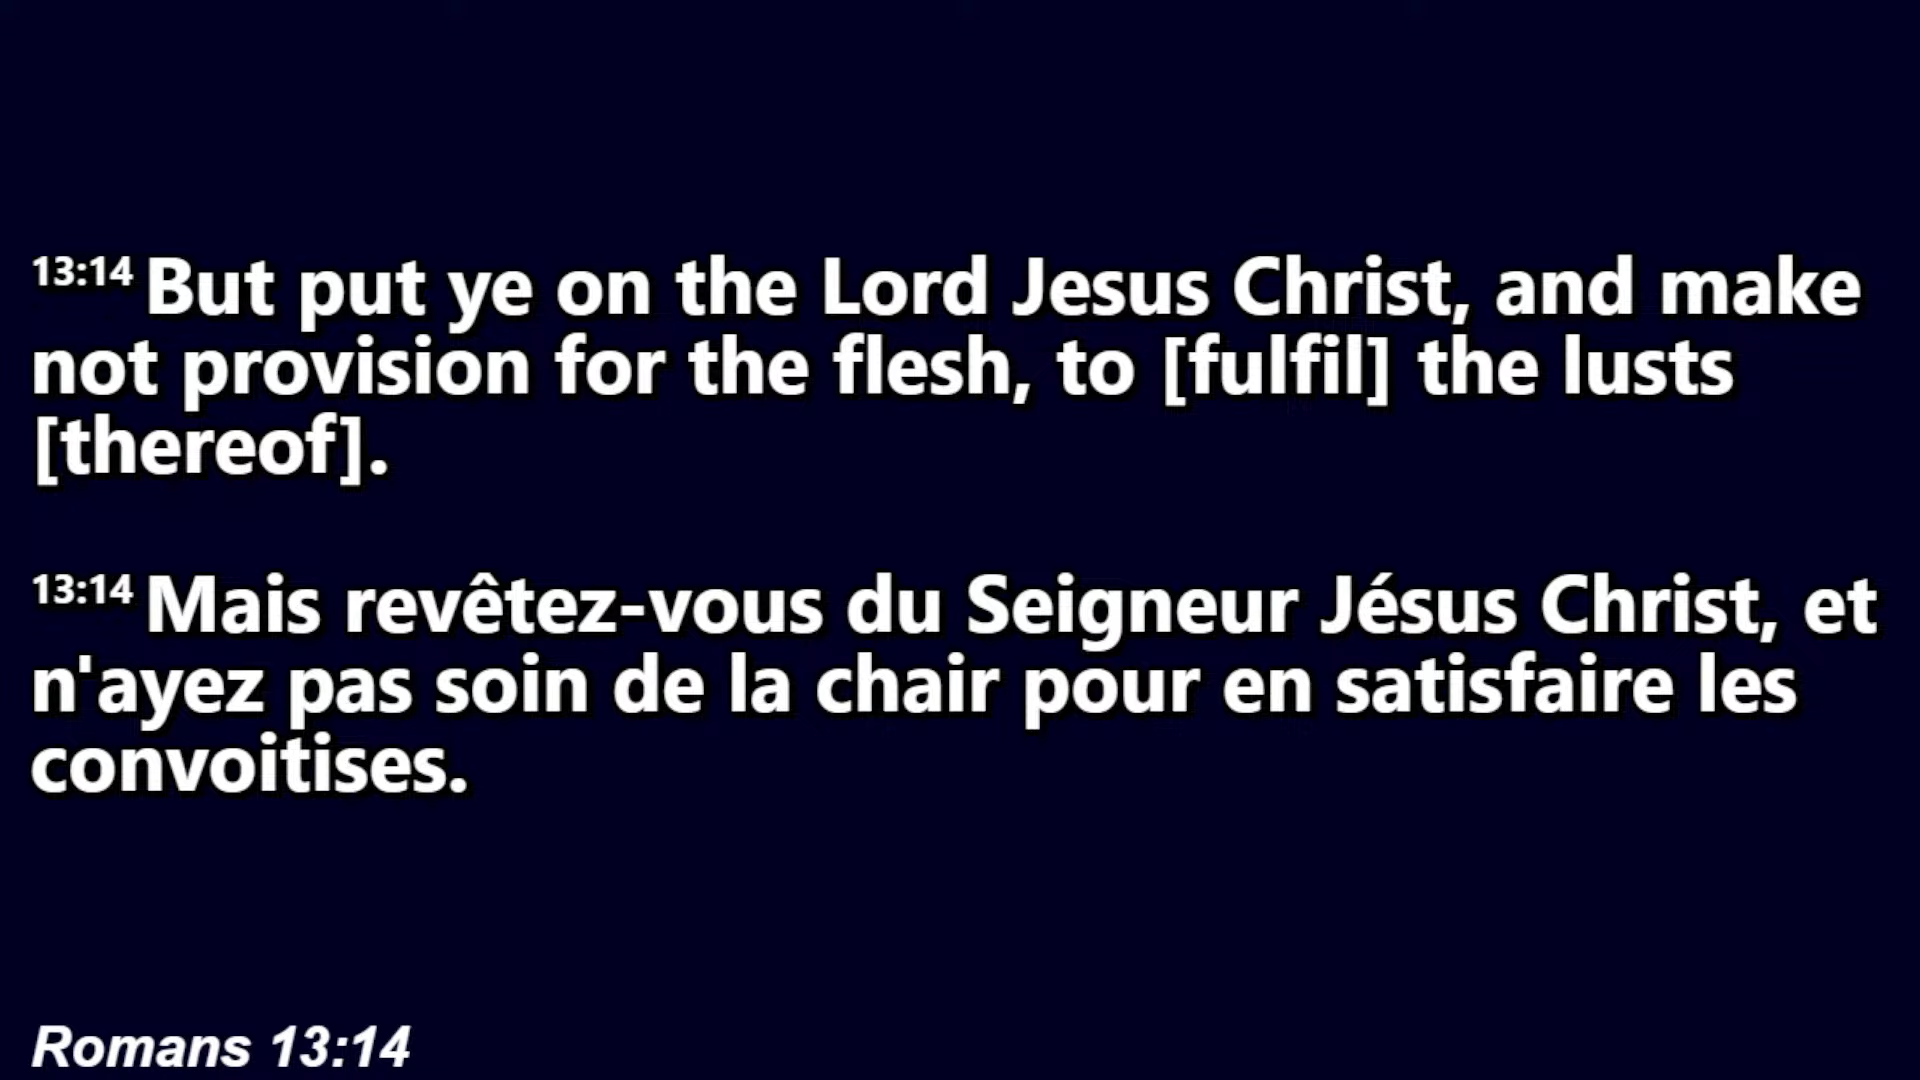 13:14 But put ye on the Lord Jesus Christ, and make
not provision for the flesh, to [fulfil] the lusts
[thereof].
13:14 Mais revêtez-vous du Seigneur Jésus Christ, et
n'ayez pas soin de la chair pour en satisfaire les
convoitises.
Romans 13:14